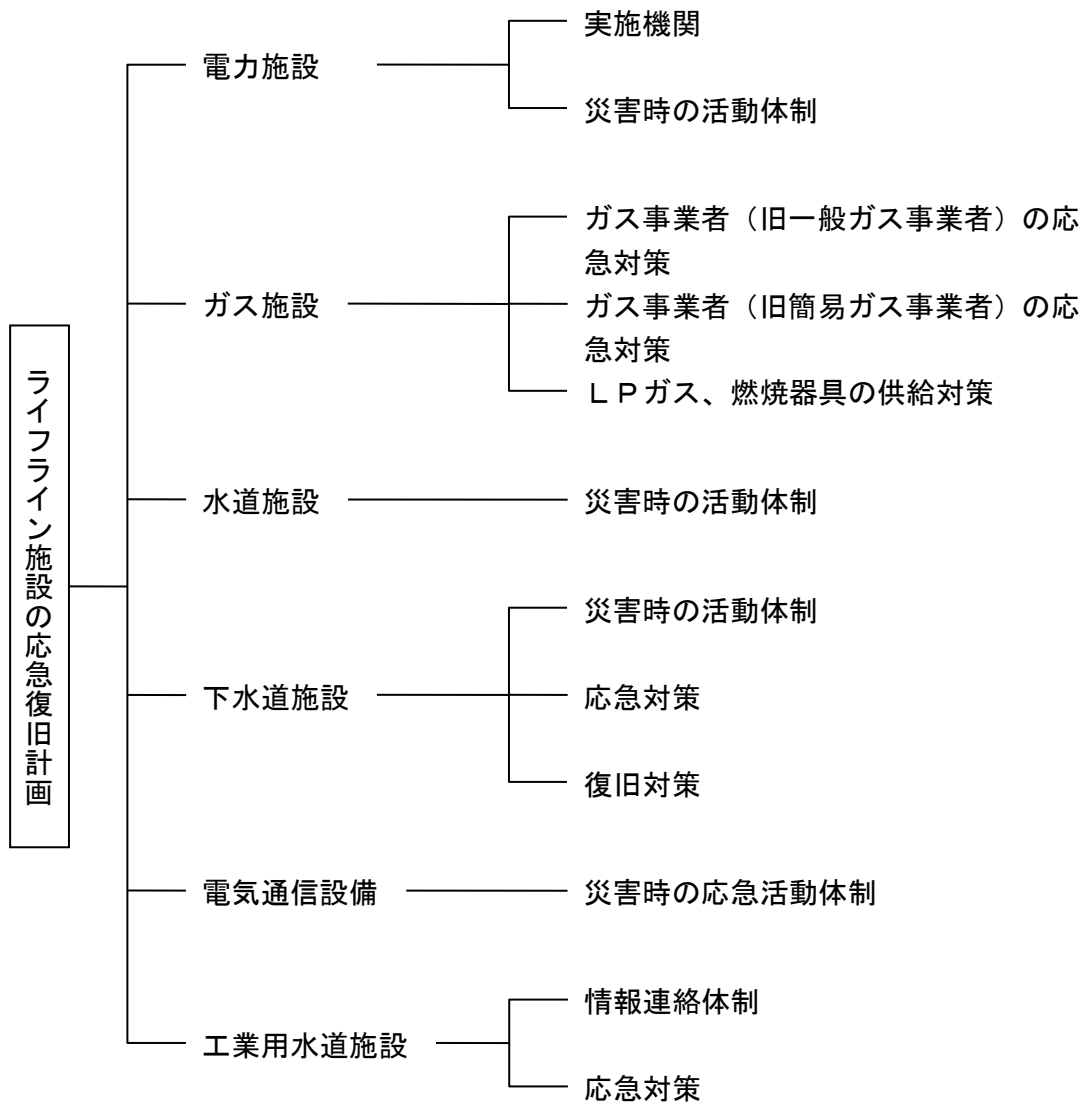 ライフライン施設の応急復旧計画
電力施設
実施機関
災害時の活動体制
ガス施設
ガス事業者（旧一般ガス事業者）の応
急対策
ガス事業者（旧簡易ガス事業者）の応
急対策
ＬＰガス、燃焼器具の供給対策
水道施設
災害時の活動体制
下水道施設
災害時の活動体制
応急対策
復旧対策
電気通信設備
災害時の応急活動体制
工業用水道施設
情報連絡体制
応急対策